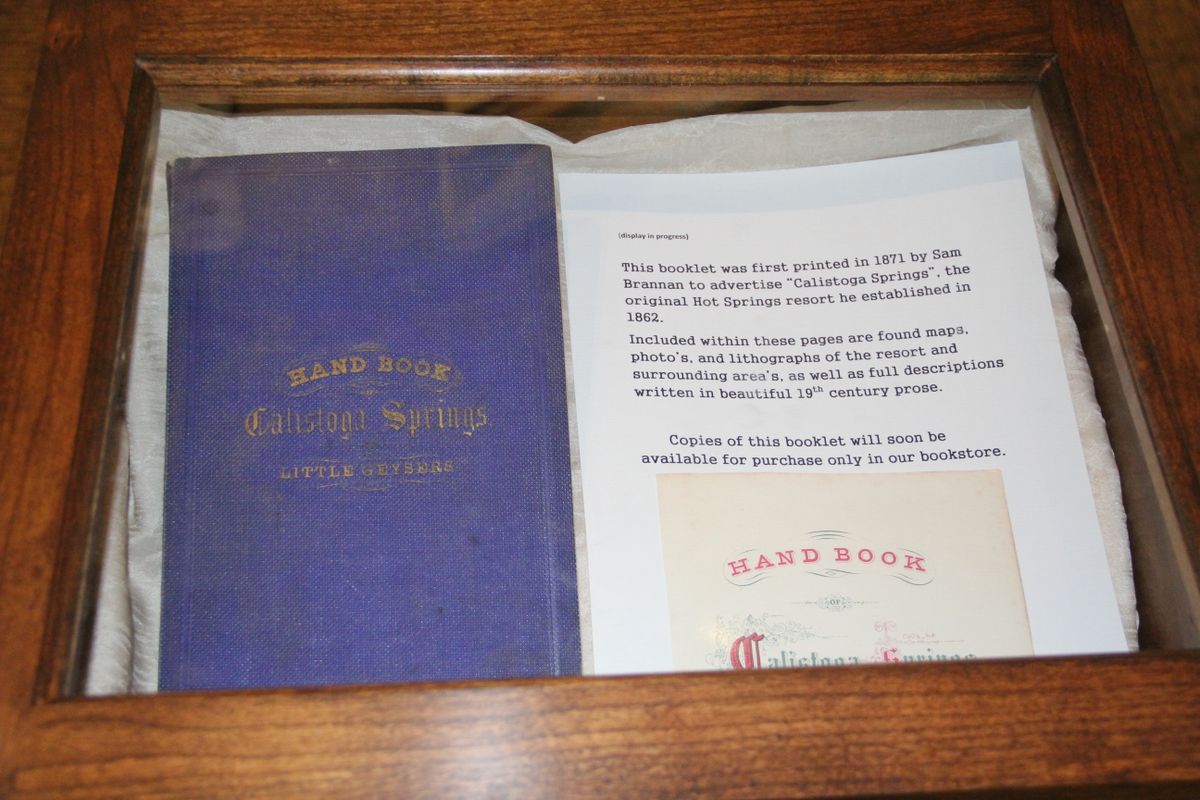 HAND BOOK
Calistoga Springs.
LITTLE GEYSERS
(display in progress)
This booklet was first printed in 1871 by Sam
Brannan to advertise "Calistoga Springs", the
original Hot Springs resort he established in
1862.
Included within these pages are found maps,
photo's, and lithographs of the resort and
surrounding area's, as well as full descriptions
written in beautiful 19th century prose.
Copies of this booklet will soon be
available for purchase only in our bookstore.
HAND BOOK
OF
Calistoga Springs